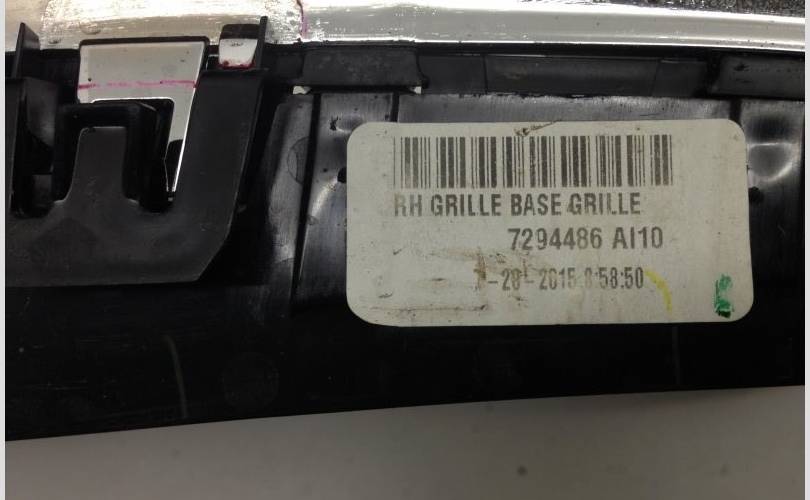 RH GRILLE BASE GRILLE
7294486 AI10
- 28 - 2015 8:58:50